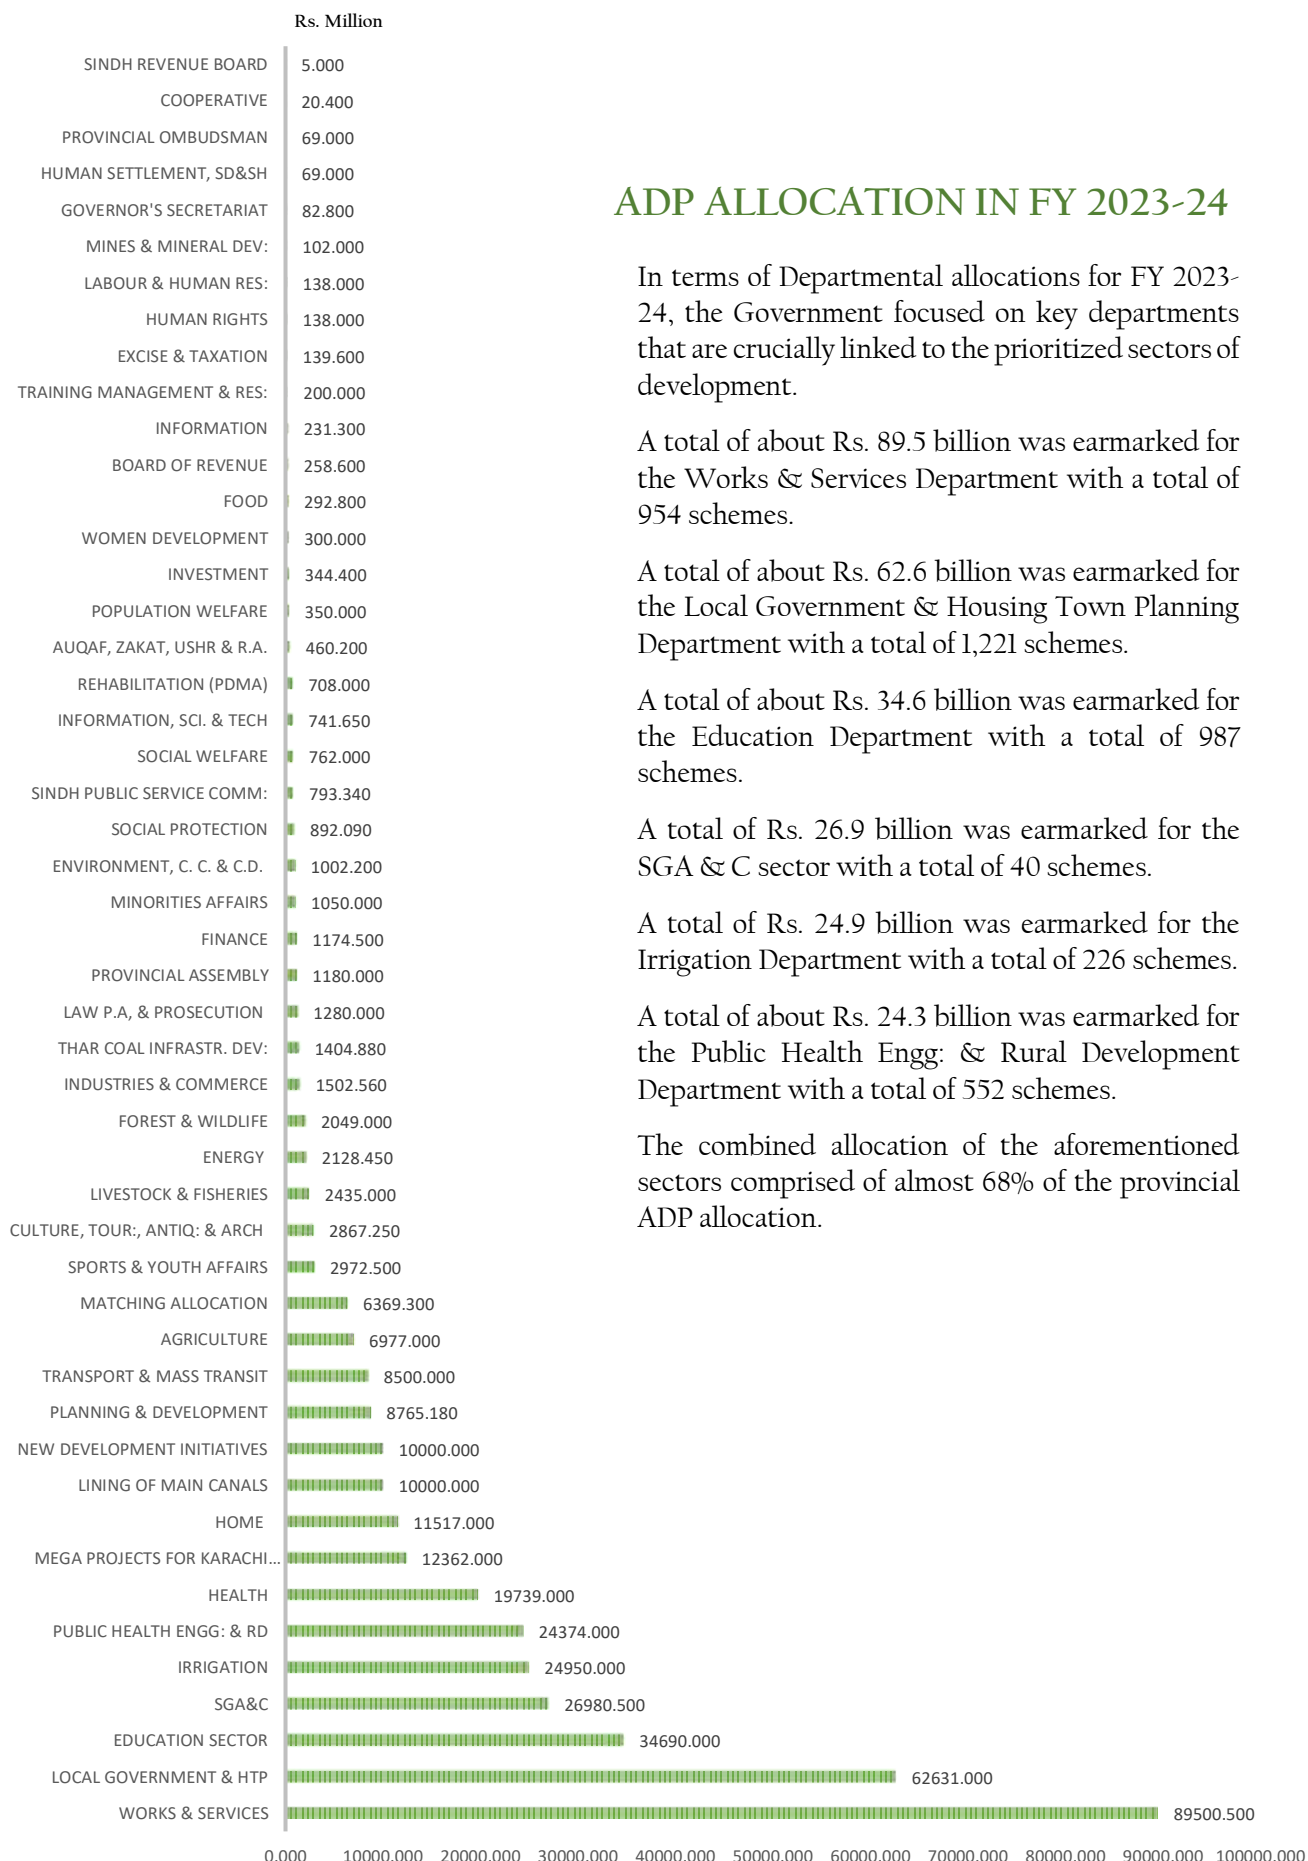 Rs. Million
SINDH REVENUE BOARD 5.000
COOPERATIVE 20.400
PROVINCIAL OMBUDSMAN 69.000
HUMAN SETTLEMENT, SD&SH 69.000
GOVERNOR'S SECRETARIAT 82.800
MINES & MINERAL DEV: 102.000
LABOUR & HUMAN RES: 138.000
HUMAN RIGHTS 138.000
EXCISE & TAXATION 139.600
TRAINING MANAGEMENT & RES: 200.000
INFORMATION 231.300
BOARD OF REVENUE 258.600
FOOD 292.800
WOMEN DEVELOPMENT 300.000
INVESTMENT 344.400
POPULATION WELFARE 350.000
AUQAF, ZAKAT, USHR & R.A. 460.200
REHABILITATION (PDMA) 708.000
INFORMATION, SCI. & TECH 741.650
SOCIAL WELFARE 762.000
SINDH PUBLIC SERVICE COMM: 793.340
SOCIAL PROTECTION 892.090
ENVIRONMENT, C. C. & C.D. 1002.200
MINORITIES AFFAIRS 1050.000
FINANCE 1174.500
PROVINCIAL ASSEMBLY 1180.000
LAW P.A, & PROSECUTION 1280.000
THAR COAL INFRASTR. DEV: 1404.880
INDUSTRIES & COMMERCE 1502.560
FOREST & WILDLIFE 2049.000
ENERGY 2128.450
LIVESTOCK & FISHERIES 2435.000
CULTURE, TOUR:, ANTIQ: & ARCH 2867.250
SPORTS & YOUTH AFFAIRS 2972.500
MATCHING ALLOCATION 6369.300
AGRICULTURE 6977.000
TRANSPORT & MASS TRANSIT 8500.000
PLANNING & DEVELOPMENT 8765.180
NEW DEVELOPMENT INITIATIVES 10000.000
LINING OF MAIN CANALS 10000.000
HOME 11517.000
MEGA PROJECTS FOR KARACHI... 12362.000
HEALTH 19739.000
PUBLIC HEALTH ENGG: & RD 24374.000
IRRIGATION 24950.000
SGA&C 26980.500
EDUCATION SECTOR 34690.000
LOCAL GOVERNMENT & HTP 62631.000
WORKS & SERVICES 89500.500
0.000 10000.000 20000.000 30000.000 40000.000 50000.000 60000.000 70000.000 80000.000 90000.000 100000.000
ADP ALLOCATION IN FY 2023-24
In terms of Departmental allocations for FY 2023-
24, the Government focused on key departments
that are crucially linked to the prioritized sectors of
development.
A total of about Rs. 89.5 billion was earmarked for
the Works & Services Department with a total of
954 schemes.
A total of about Rs. 62.6 billion was earmarked for
the Local Government & Housing Town Planning
Department with a total of 1,221 schemes.
A total of about Rs. 34.6 billion was earmarked for
the Education Department with a total of 987
schemes.
A total of Rs. 26.9 billion was earmarked for the
SGA & C sector with a total of 40 schemes.
A total of Rs. 24.9 billion was earmarked for the
Irrigation Department with a total of 226 schemes.
A total of about Rs. 24.3 billion was earmarked for
the Public Health Engg: & Rural Development
Department with a total of 552 schemes.
The combined allocation of the aforementioned
sectors comprised of almost 68% of the provincial
ADP allocation.